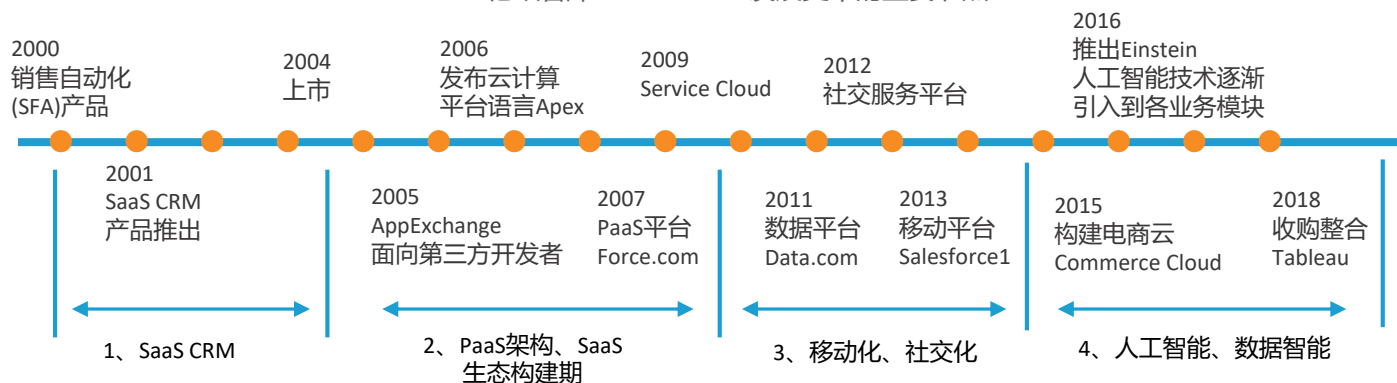 2000
销售自动化
(SFA)产品
2004
上市
2006
发布云计算
平台语言Apex
2009
Service Cloud
2012
社交服务平台
2016
推出Einstein
人工智能技术逐渐
引入到各业务模块
2001
SaaS CRM
产品推出
2005
AppExchange
面向第三方开发者
2007
PaaS平台
Force.com
2011
数据平台
Data.com
2013
移动平台
Salesforce1
2015
构建电商云
Commerce Cloud
2018
收购整合
Tableau
1、SaaS CRM
2、PaaS架构、SaaS
生态构建期
3、移动化、社交化
4、人工智能、数据智能